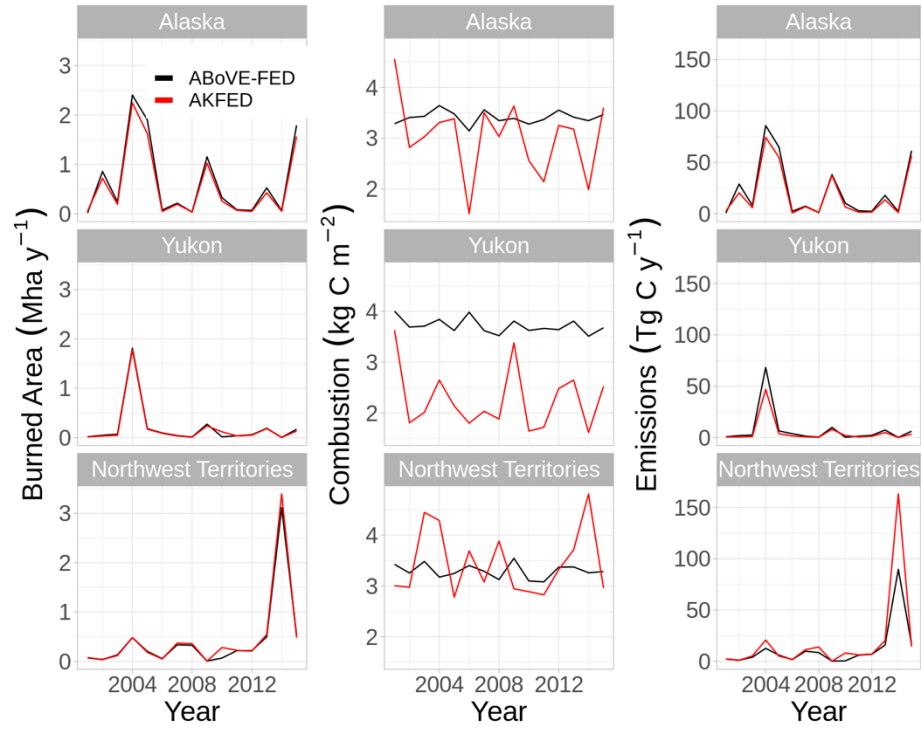 Alaska
Alaska
Alaska
ABoVE-FED
AKFED
3
2
1
0
4
3
2
150
100
50
0
Yukon
Yukon
Yukon
3
2
1
0
4
3
2
150
100
50
0
Northwest Territories
Northwest Territories
Northwest Territories
3
2
1
0
4
3
2
150
100
50
0
Burned Area (Mha y−1)
Combustion (kg C m−2)
Emissions (Tg C y−1)
2004 2008 2012
2004 2008 2012
2004 2008 2012
Year
Year
Year